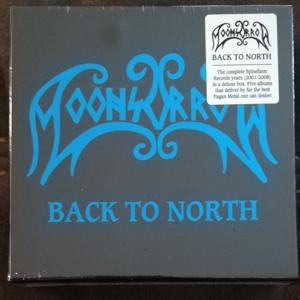 MOONSORROW
BACK TO NORTH
The complete Spinefarm
Records years (2001-2008)
in a deluxe box. Five albums
that deliver by far the best
Pagan Metal one can desire!
MOONSORROW
BACK TO NORTH